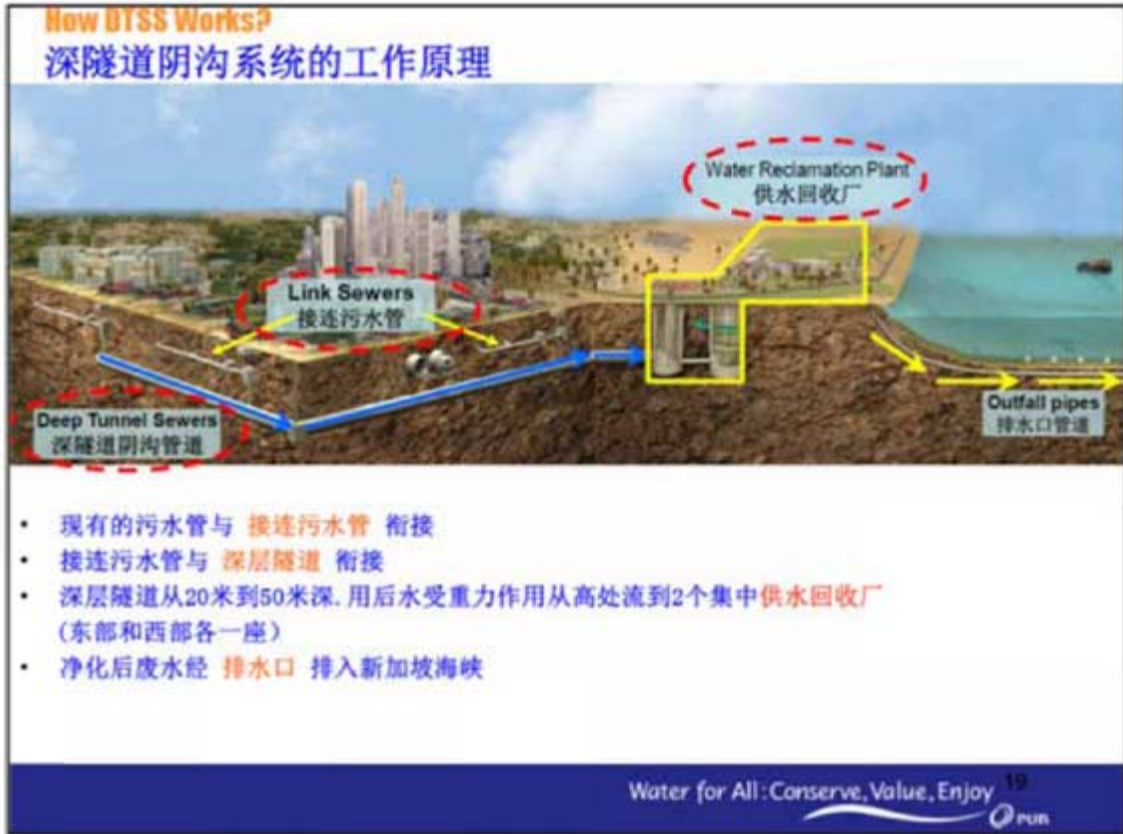 How DTSS Works?
深隧道阴沟系统的工作原理
Water Reclamation Plant
供水回收厂
Link Sewers
接连污水管
Deep Tunnel Sewers
深隧道阴沟管道
Outfall pipes
排水口管道
• 现有的污水管与 接连污水管 衔接
• 接连污水管与 深层隧道 衔接
• 深层隧道从20米到50米深,用后水受重力作用从高处流到2个集中供水回收厂
(东部和西部各一座)
• 净化后废水经 排水口 排入新加坡海峡
19
Water for All: Conserve, Value, Enjoy
PUB